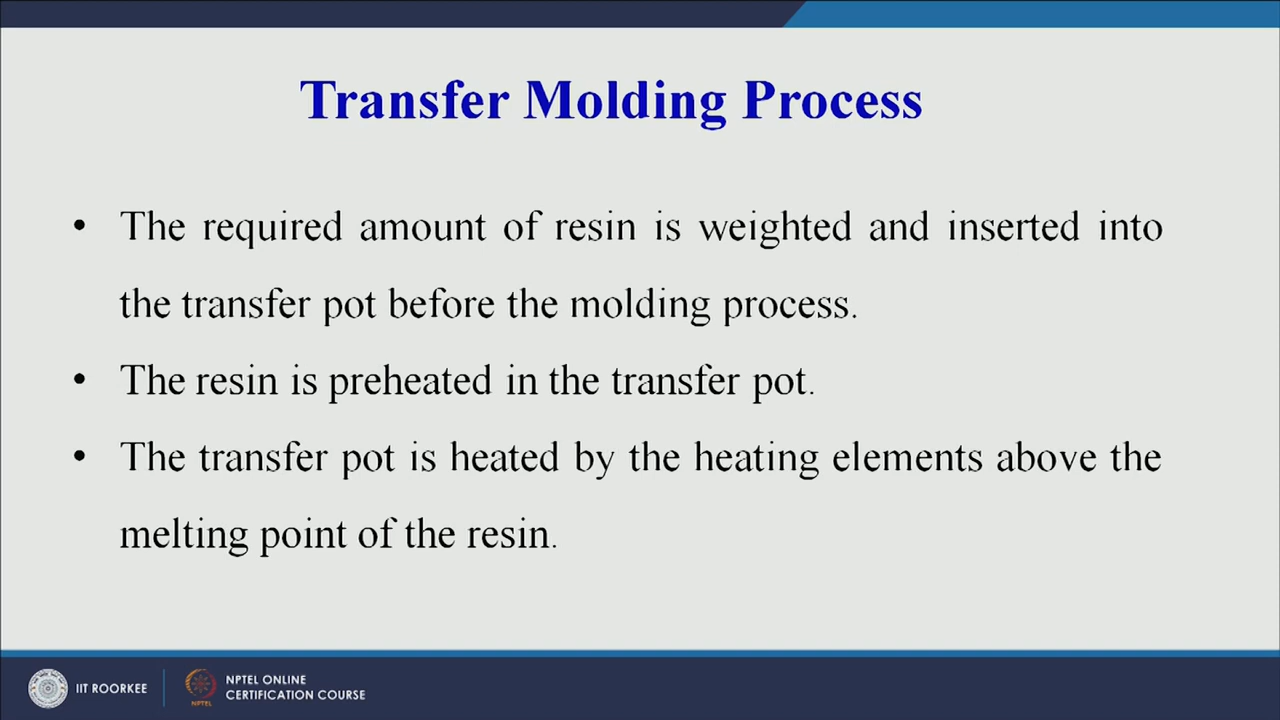 Transfer Molding Process
• The required amount of resin is weighted and inserted into
the transfer pot before the molding process.
• The resin is preheated in the transfer pot.
• The transfer pot is heated by the heating elements above the
melting point of the resin.
IIT ROORKEE
NPTEL
NPTEL ONLINE
CERTIFICATION COURSE